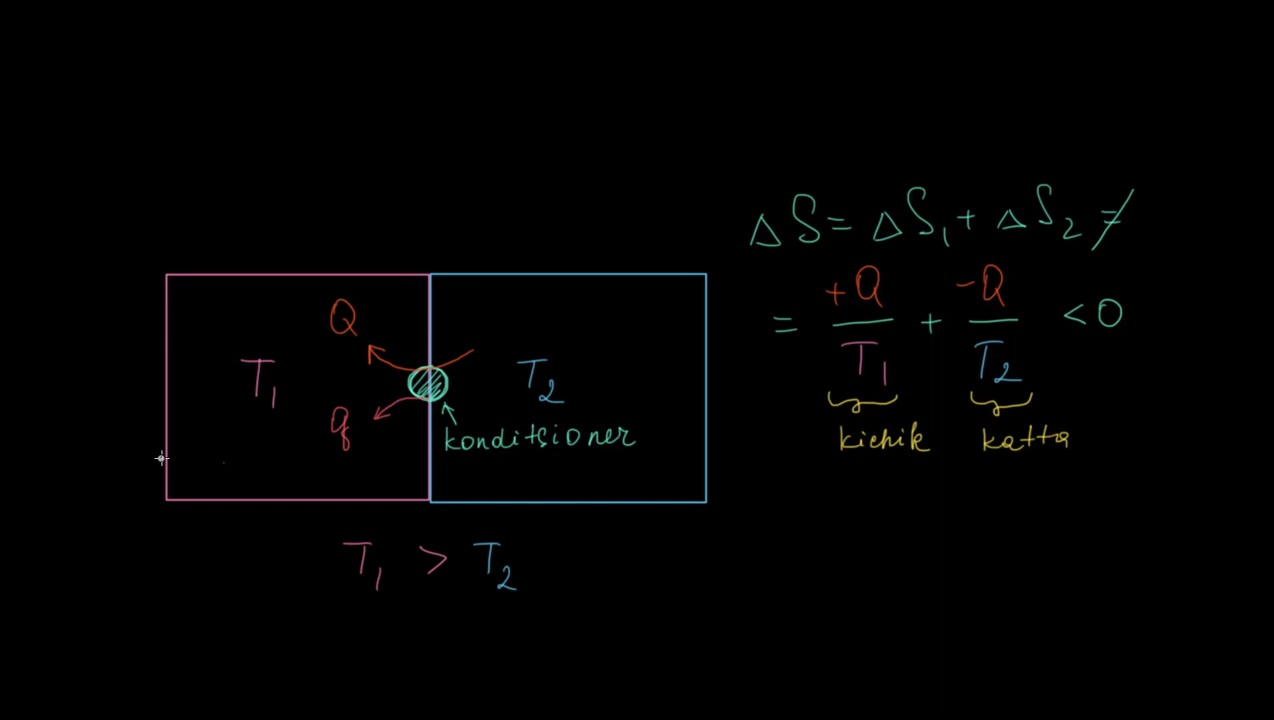 ΔS = ΔS₁ + ΔS₂ ≠
= +Q/T₁ + -Q/T₂ < 0
kichik katta
Q
T₁ T₂
q
konditsioner
T₁ > T₂